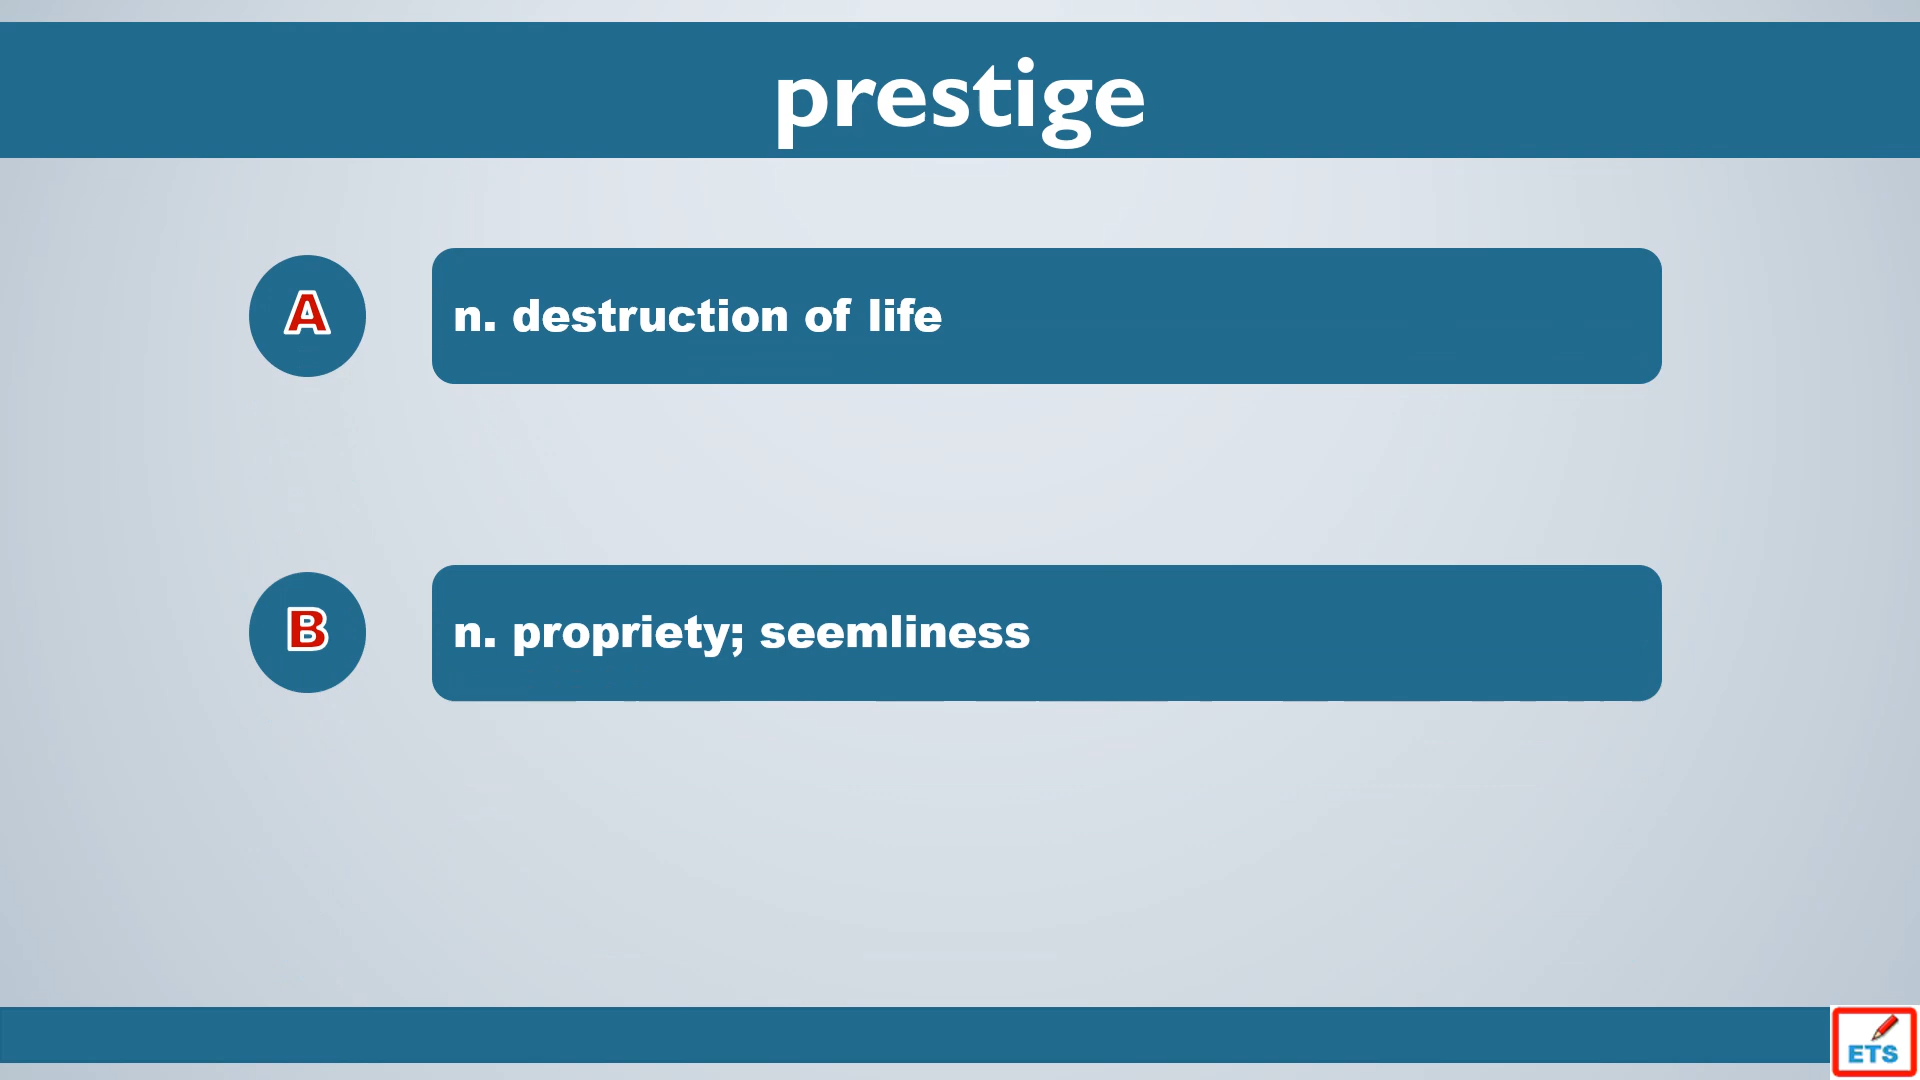 prestige
A
n. destruction of life
B
n. propriety; seemliness
ETS